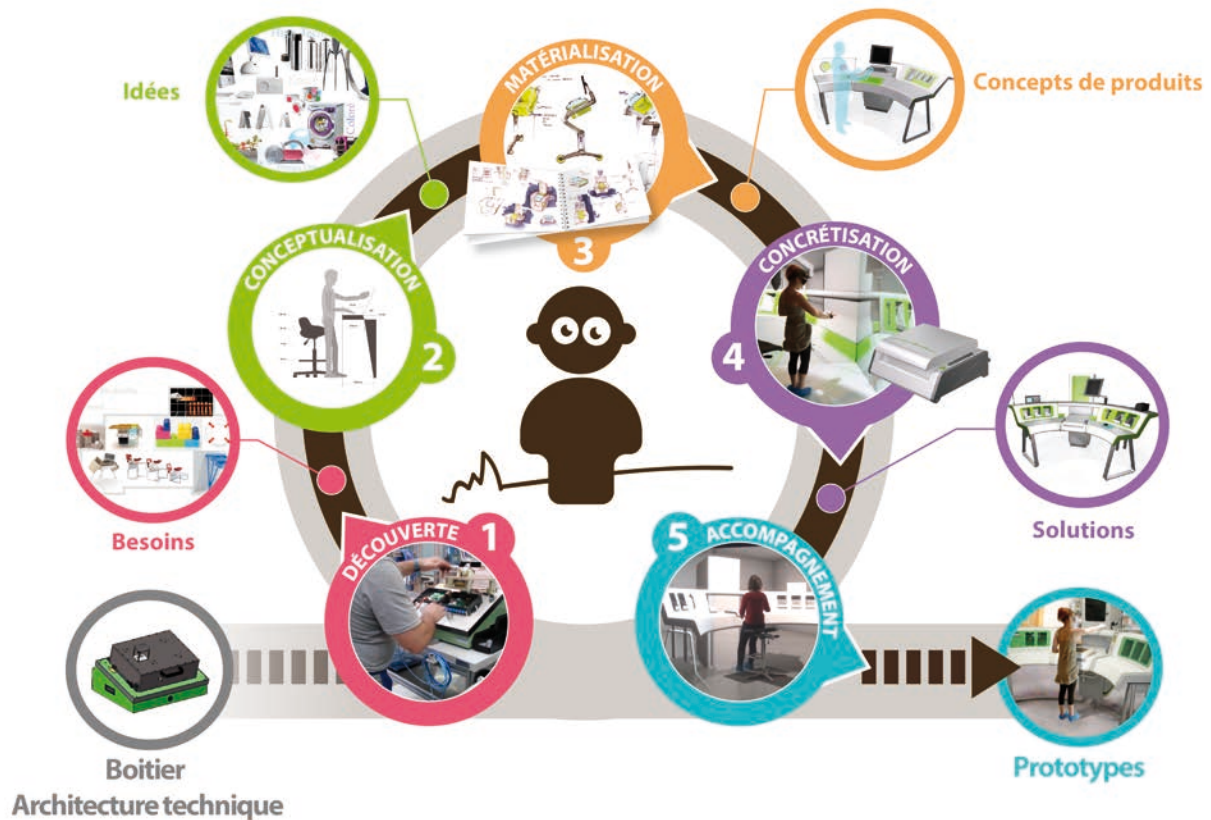 Idées
MATÉRIALISATION
3
Concepts de produits
CONCEPTUALISATION
2
CONCRÉTISATION
4
Besoins
Solutions
DÉCOUVERTE 1
5 ACCOMPAGNEMENT
Boitier
Architecture technique
Prototypes